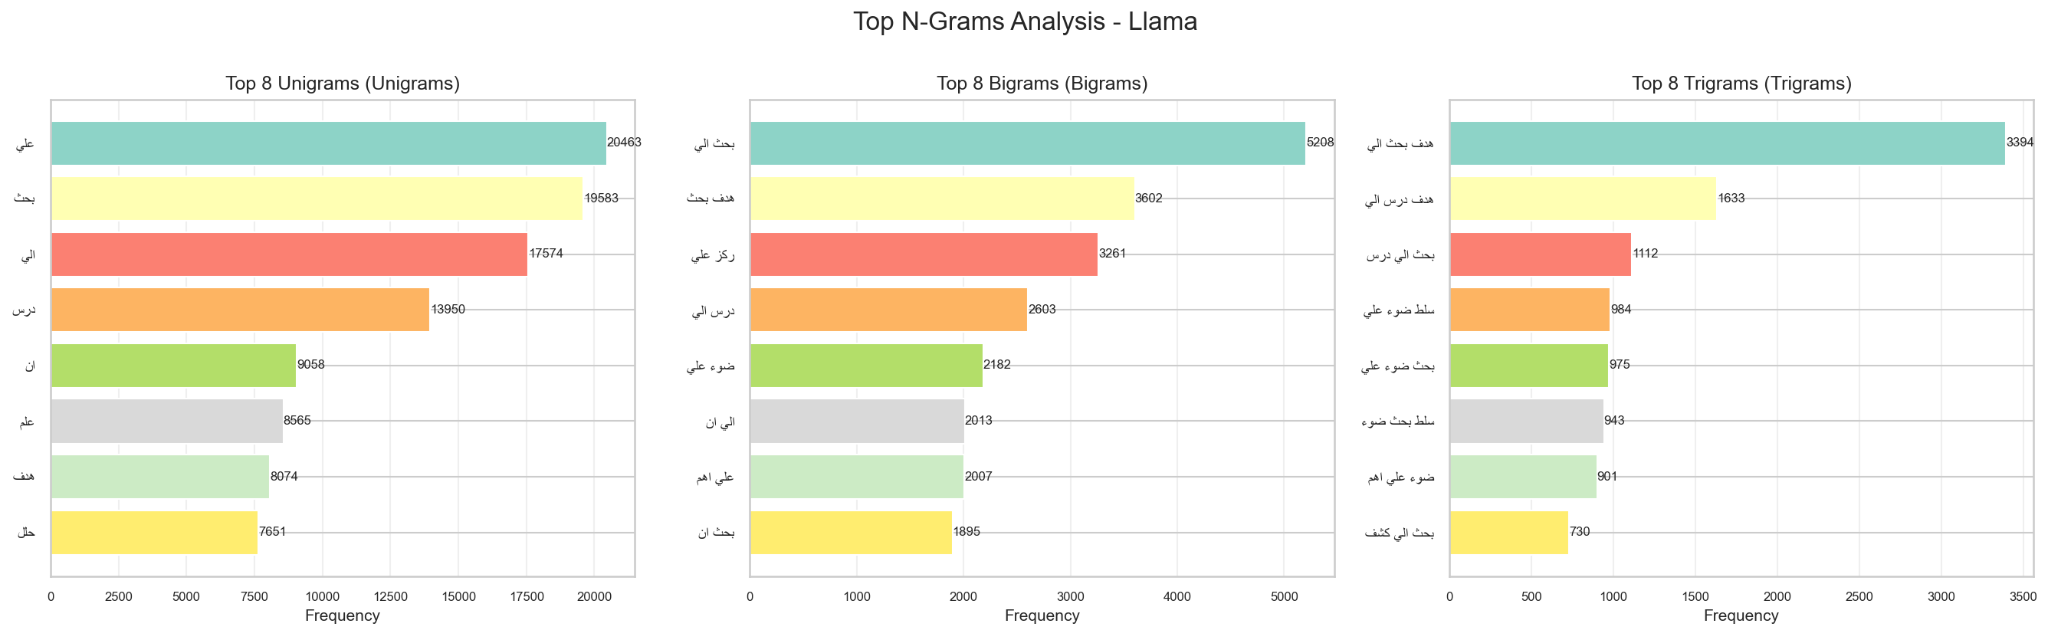 Top N-Grams Analysis - Llama
Top 8 Unigrams (Unigrams)
علي 20463
بحث 19583
الي 17574
درس 13950
ان 9058
علم 8565
هدف 8074
حلل 7651
0 2500 5000 7500 10000 12500 15000 17500 20000
Frequency
Top 8 Bigrams (Bigrams)
بحث الي 5208
هدف بحث 3602
ركز علي 3261
درس الي 2603
ضوء علي 2182
الي ان 2013
علي اهم 2007
بحث ان 1895
0 1000 2000 3000 4000 5000
Frequency
Top 8 Trigrams (Trigrams)
هدف بحث الي 3394
هدف درس الي 1633
بحث الي درس 1112
سلط ضوء علي 984
بحث ضوء علي 975
سلط بحث ضوء 943
ضوء علي اهم 901
بحث الي كشف 730
0 500 1000 1500 2000 2500 3000 3500
Frequency